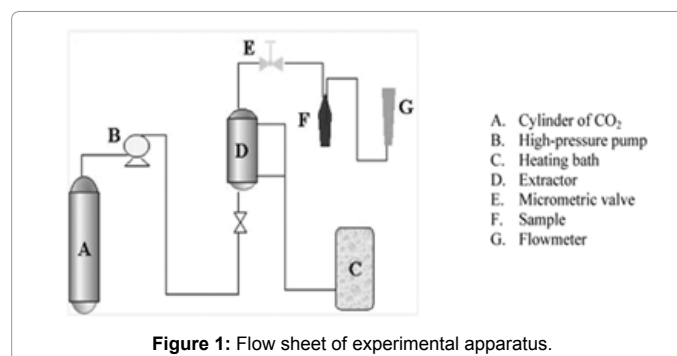 E
B
F
G
D
A
C
A. Cylinder of CO₂
B. High-pressure pump
C. Heating bath
D. Extractor
E. Micrometric valve
F. Sample
G. Flowmeter
Figure 1: Flow sheet of experimental apparatus.